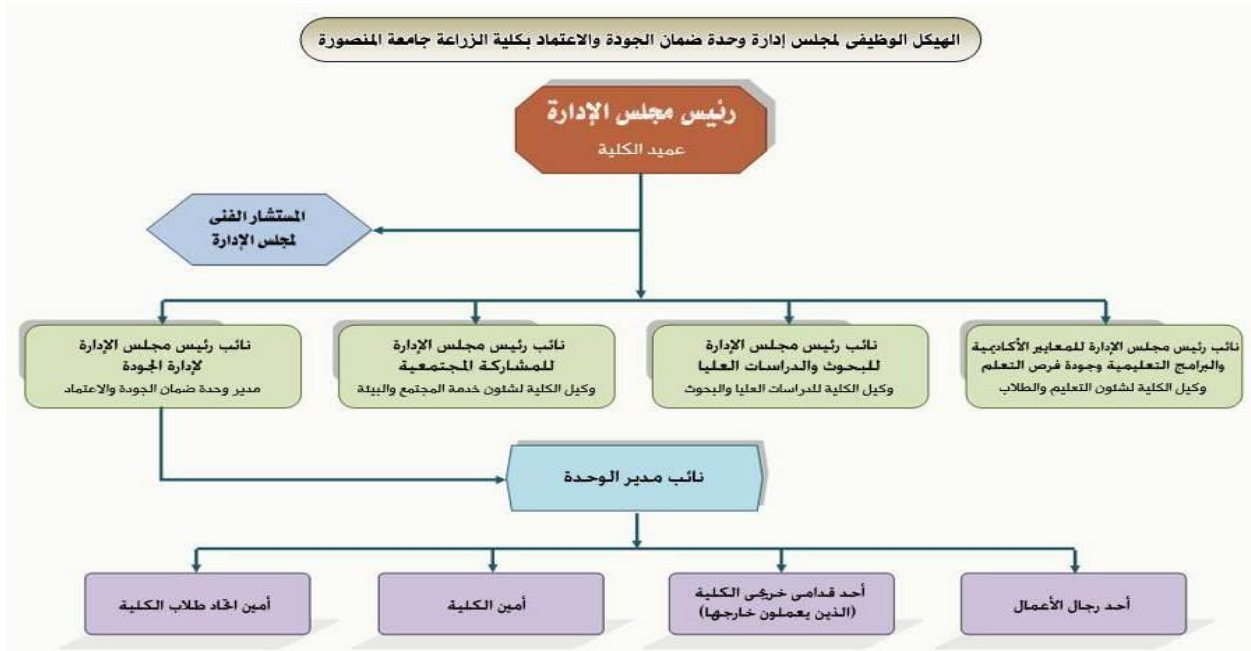 الهيكل الوظيفى لمجلس إدارة وحدة ضمان الجودة والاعتماد بكلية الزراعة جامعة المنصورة
رئيس مجلس الإدارة
عميد الكلية
المستشار الفنى
لمجلس الإدارة
نائب رئيس مجلس الإدارة للمعايير الأكاديمية
والبرامج التعليمية وجودة فرص التعلم
وكيل الكلية لشئون التعليم والطلاب
نائب رئيس مجلس الإدارة
للبحوث والدراسات العليا
وكيل الكلية للدراسات العليا والبحوث
نائب رئيس مجلس الإدارة
للمشاركة المجتمعية
وكيل الكلية لشئون خدمة المجتمع والبيئة
نائب رئيس مجلس الإدارة
لإدارة الجودة
مدير وحدة ضمان الجودة والاعتماد
نائب مدير الوحدة
أحد رجال الأعمال
أحد قدامى خريجى الكلية
(الذين يعملون خارجها)
أمين الكلية
أمين اتحاد طلاب الكلية